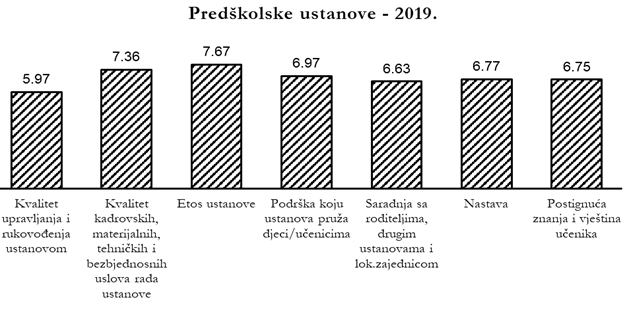 Predškolske ustanove - 2019.
5.97
7.36
7.67
6.97
6.63
6.77
6.75
Kvalitet
upravljanja i
rukovođenja
ustanovom
Kvalitet
kadrovskih,
materijalnih,
tehničkih i
bezbjednosnih
uslova rada
ustanove
Etos ustanove
Podrška koju
ustanova pruža
djeci/učenicima
Saradnja sa
roditeljima,
drugim
ustanovama i
lok.zajednicom
Nastava
Postignuća
znanja i vještina
učenika